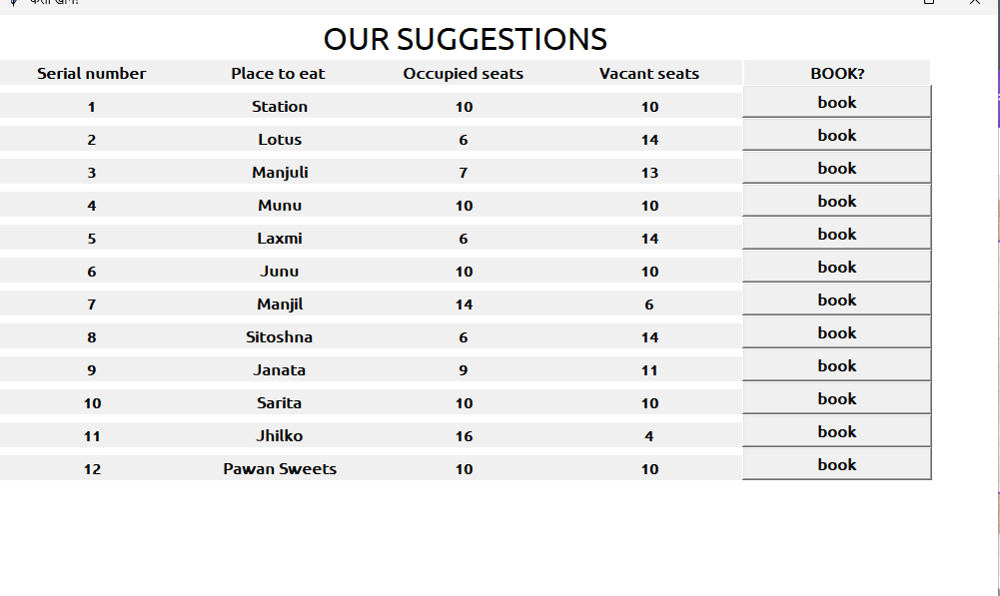 OUR SUGGESTIONS
Serial number Place to eat Occupied seats Vacant seats BOOK?
1 Station 10 10 book
2 Lotus 6 14 book
3 Manjuli 7 13 book
4 Munu 10 10 book
5 Laxmi 6 14 book
6 Junu 10 10 book
7 Manjil 14 6 book
8 Sitoshna 6 14 book
9 Janata 9 11 book
10 Sarita 10 10 book
11 Jhilko 16 4 book
12 Pawan Sweets 10 10 book